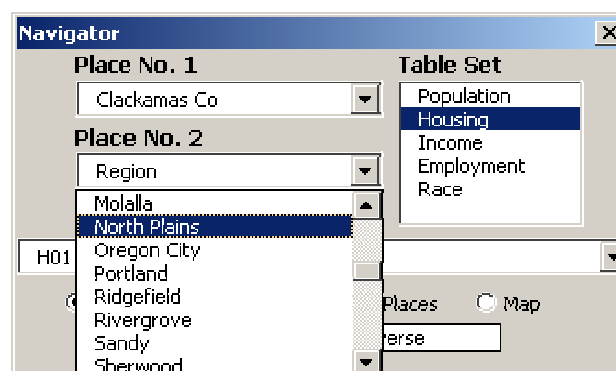 Navigator
Place No. 1
Clackamas Co
Place No. 2
Region
Molalla
North Plains
Oregon City
Portland
Ridgefield
Rivergrove
Sandy
Sherwood
Table Set
Population
Housing
Income
Employment
Race
H01
Places
Map
erse